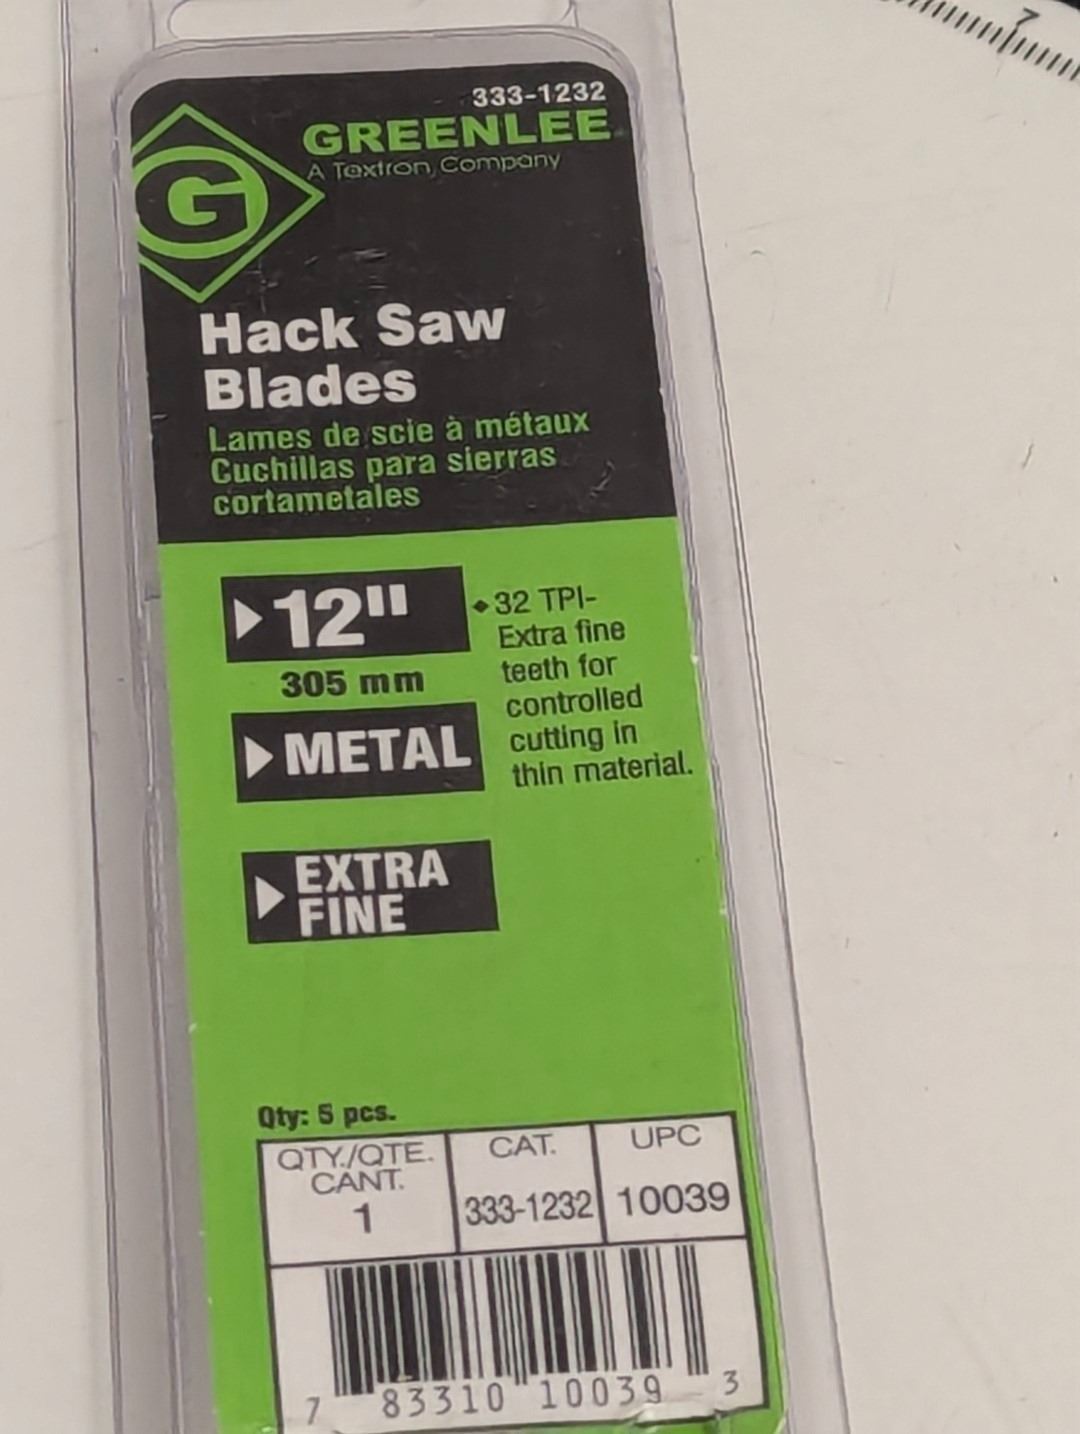 7
333-1232
GREENLEE
A Textron Company
G
Hack Saw
Blades
Lames de scie à métaux
Cuchillas para sierras
cortametales
12"
305 mm
METAL
EXTRA
FINE
32 TPI-
Extra fine
teeth for
controlled
cutting in
thin material.
Qty: 5 pcs.
QTY./QTE.
CANT.
1
CAT.
333-1232
UPC
10039
7 83310 10039 3